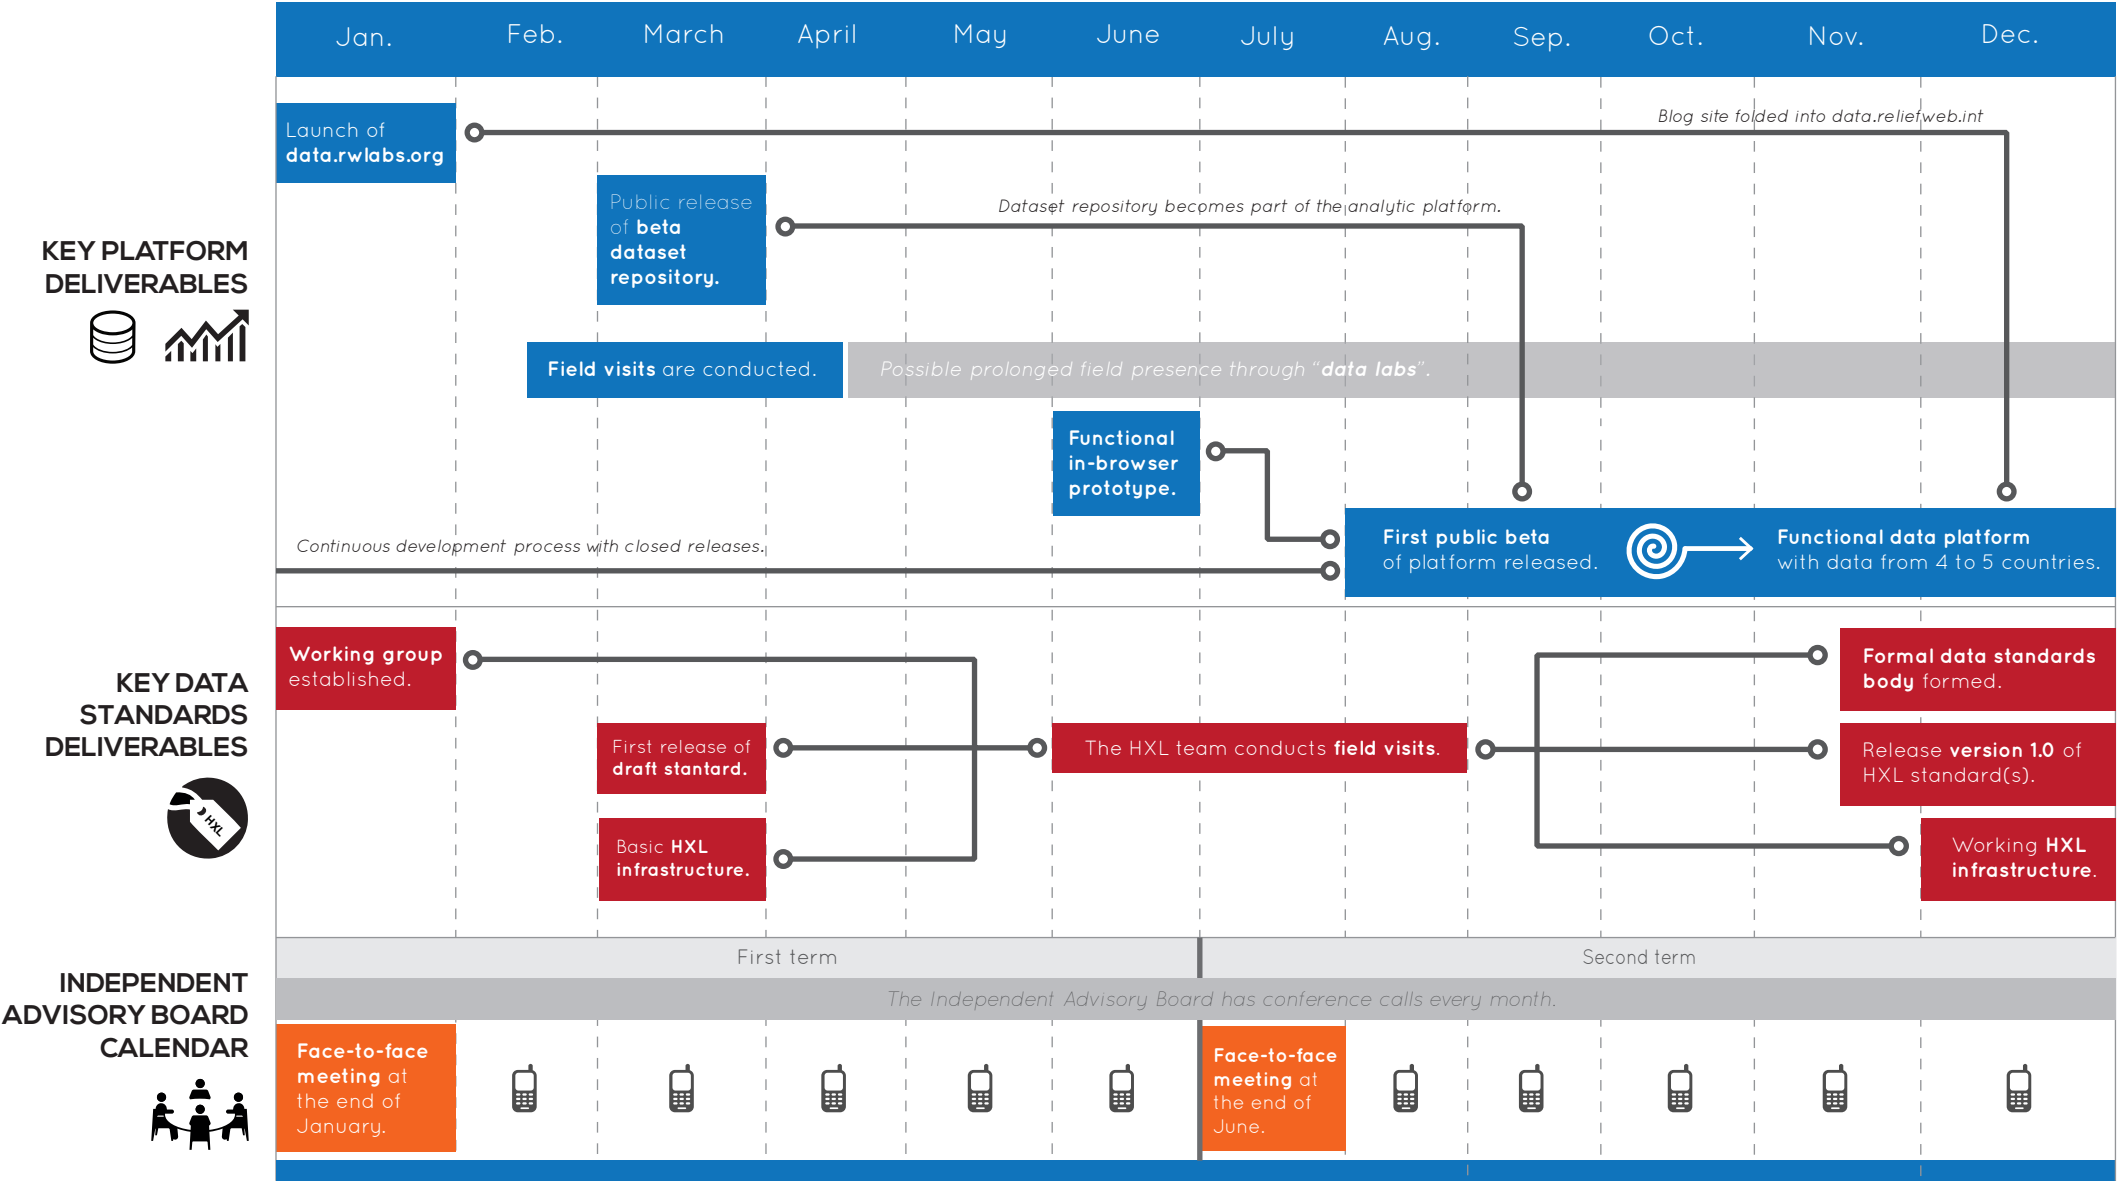 Jan.
Feb.
March
April
May
June
July
Aug.
Sep.
Oct.
Nov.
Dec.
KEY PLATFORM
DELIVERABLES
Launch of
data.rwlabs.org
Blog site folded into data.reliefweb.int
Public release
of beta
dataset
repository.
Dataset repository becomes part of the analytic platform.
Field visits are conducted.
Possible prolonged field presence through “data labs”.
Functional
in-browser
prototype.
Continuous development process with closed releases.
First public beta
of platform released.
Functional data platform
with data from 4 to 5 countries.
KEY DATA
STANDARDS
DELIVERABLES
HXL
Working group
established.
First release of
draft stantard.
Basic HXL
infrastructure.
The HXL team conducts field visits.
Formal data standards
body formed.
Release version 1.0 of
HXL standard(s).
Working HXL
infrastructure.
INDEPENDENT
ADVISORY BOARD
CALENDAR
First term
Second term
The Independent Advisory Board has conference calls every month.
Face-to-face
meeting at
the end of
January.
Face-to-face
meeting at
the end of
June.